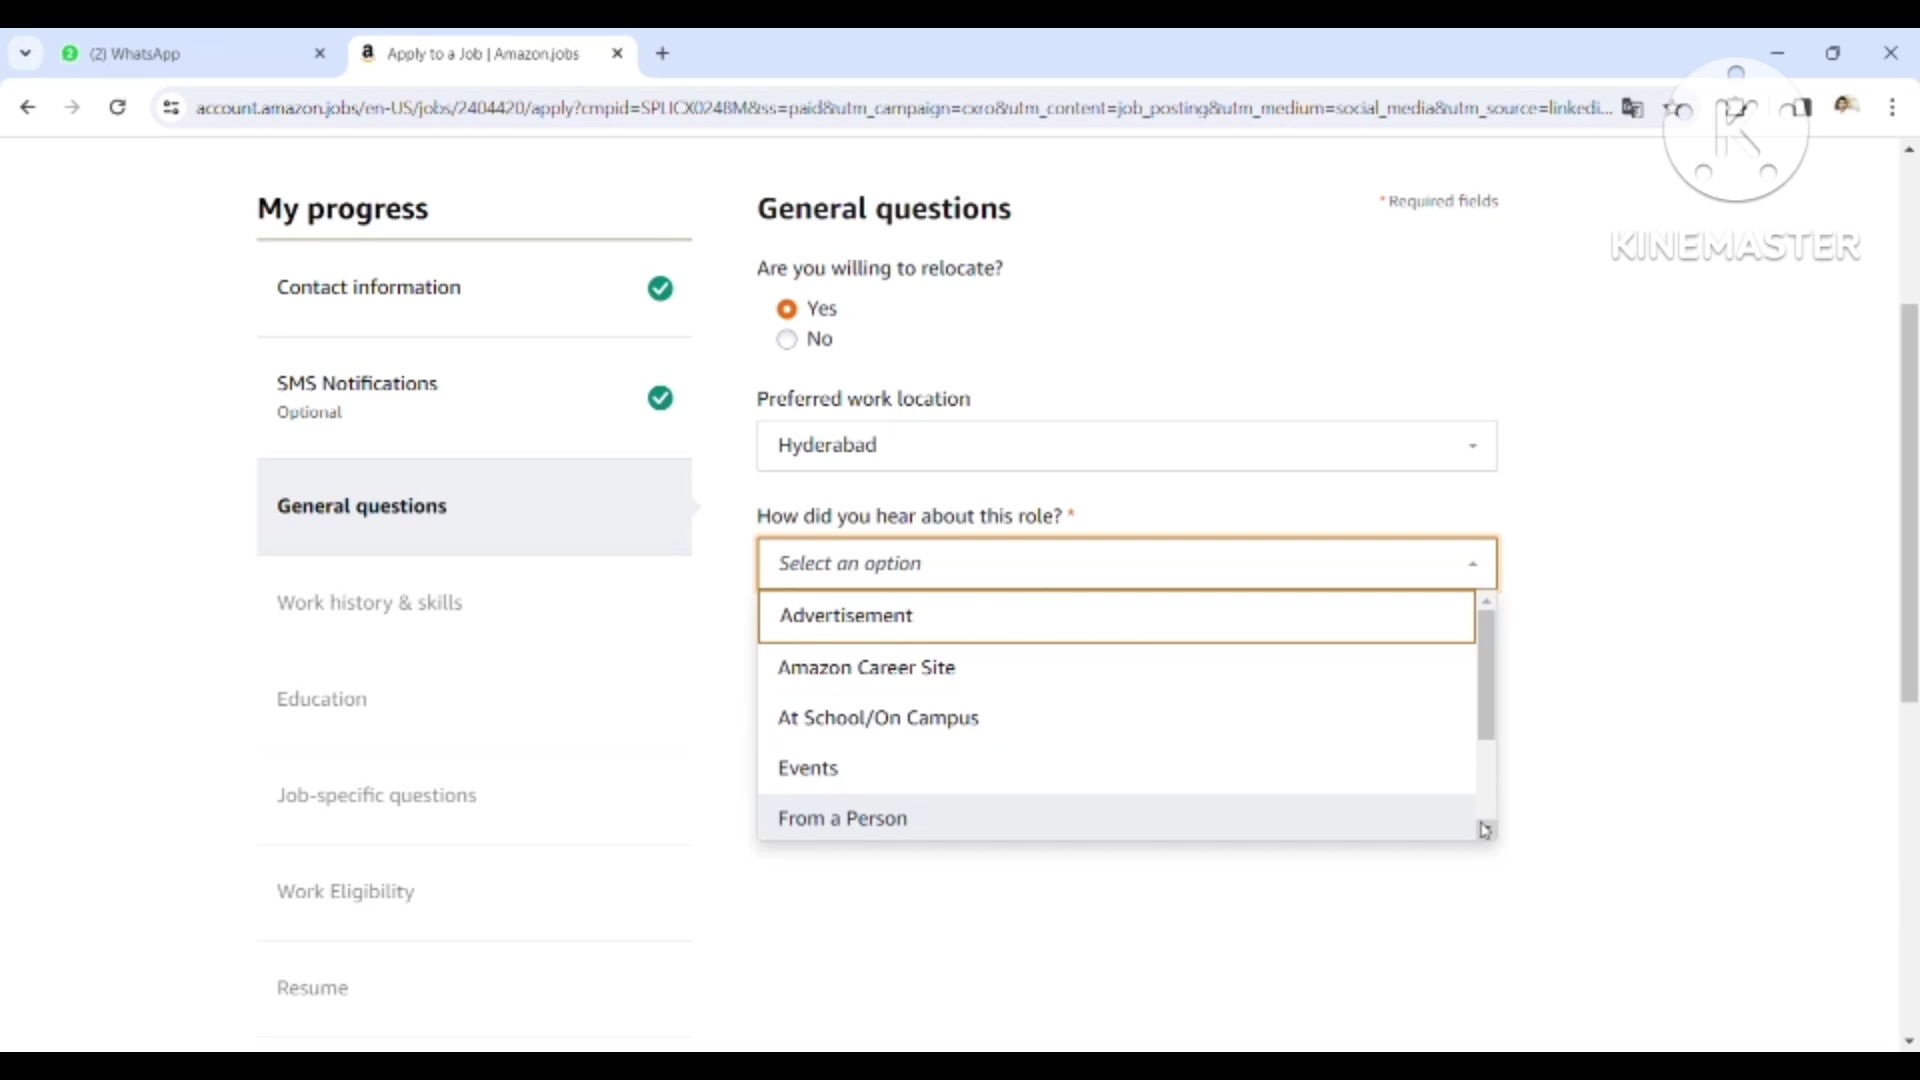 (2) WhatsApp
Apply to a Job | Amazon.jobs
account.amazon.jobs/en-US/jobs/2404420/apply?cmpid=SPLICX0248M&ss=paid&utm_campaign=cxro&utm_content=job_posting&utm_medium=social_media&utm_source=linkedi...
KINEMASTER
My progress
Contact information
SMS Notifications
Optional
General questions
Work history & skills
Education
Job-specific questions
Work Eligibility
Resume
General questions
* Required fields
Are you willing to relocate?
Yes
No
Preferred work location
Hyderabad
How did you hear about this role? *
Select an option
Advertisement
Amazon Career Site
At School/On Campus
Events
From a Person